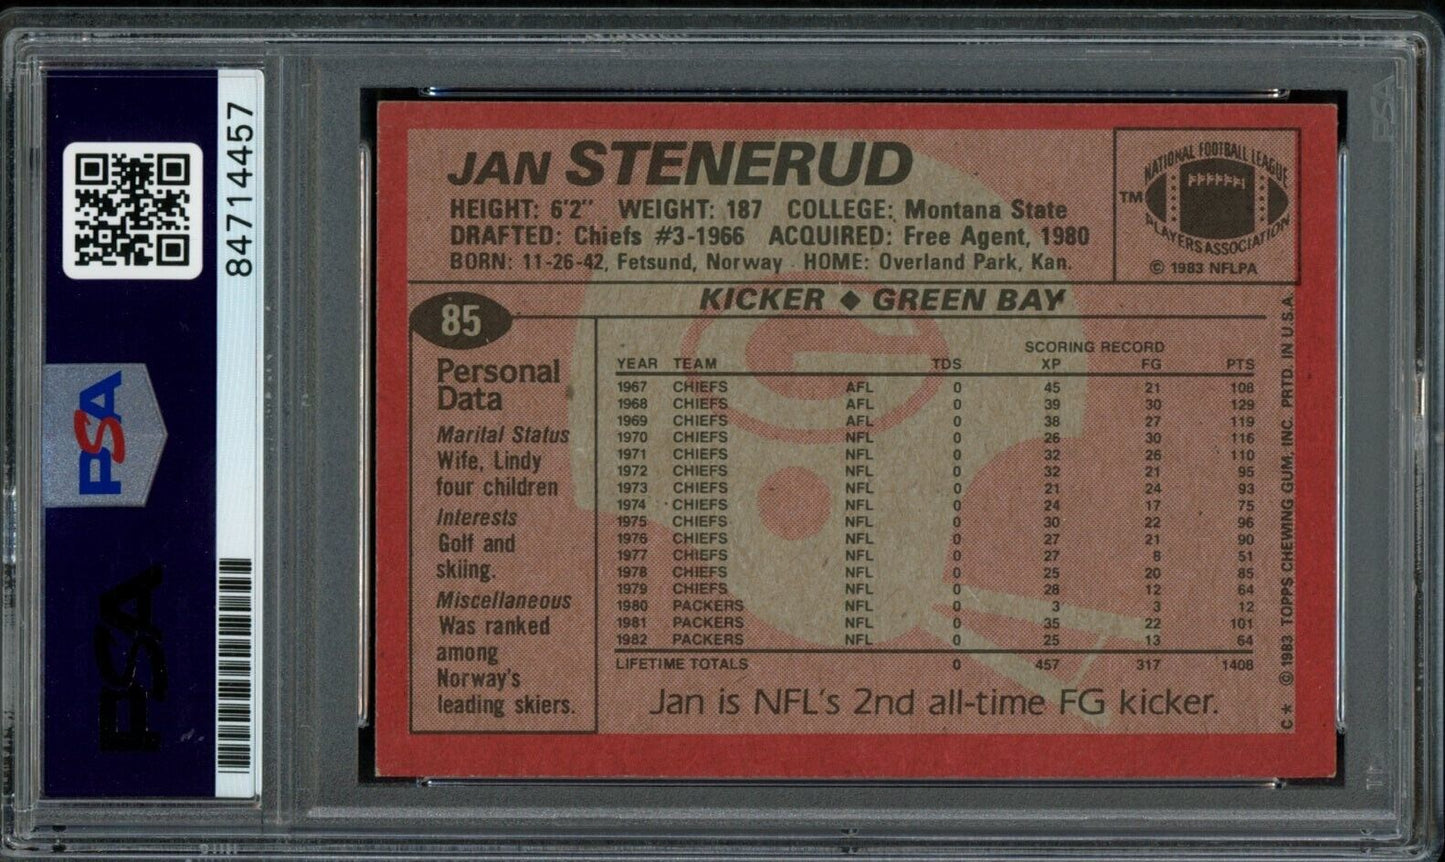 84714457
PSA
PSA
PSA
JAN STENERUD
HEIGHT: 6'2" WEIGHT: 187 COLLEGE: Montana State
DRAFTED: Chiefs #3-1966 ACQUIRED: Free Agent, 1980
BORN: 11-26-42, Fetsund, Norway HOME: Overland Park, Kan.
NATIONAL FOOTBALL LEAGUE
TM
PLAYERS ASSOCIATION
© 1983 NFLPA
KICKER ◆ GREEN BAY
85
Personal
Data
Marital Status
Wife, Lindy
four children
Interests
Golf and
skiing.
Miscellaneous
Was ranked
among
Norway's
leading skiers.
SCORING RECORD
YEAR TEAM TDS XP FG PTS
1967 CHIEFS AFL 0 45 21 108
1968 CHIEFS AFL 0 39 30 129
1969 CHIEFS AFL 0 38 27 119
1970 CHIEFS NFL 0 26 30 116
1971 CHIEFS NFL 0 32 26 110
1972 CHIEFS NFL 0 32 21 95
1973 CHIEFS NFL 0 21 24 93
1974 CHIEFS NFL 0 24 17 75
1975 CHIEFS NFL 0 30 22 96
1976 CHIEFS NFL 0 27 21 90
1977 CHIEFS NFL 0 27 8 51
1978 CHIEFS NFL 0 25 20 85
1979 CHIEFS NFL 0 28 12 64
1980 PACKERS NFL 0 3 3 12
1981 PACKERS NFL 0 35 22 101
1982 PACKERS NFL 0 25 13 64
LIFETIME TOTALS 0 457 317 1408
Jan is NFL's 2nd all-time FG kicker.
C* © 1983 TOPPS CHEWING GUM, INC. PRTD. IN U.S.A.